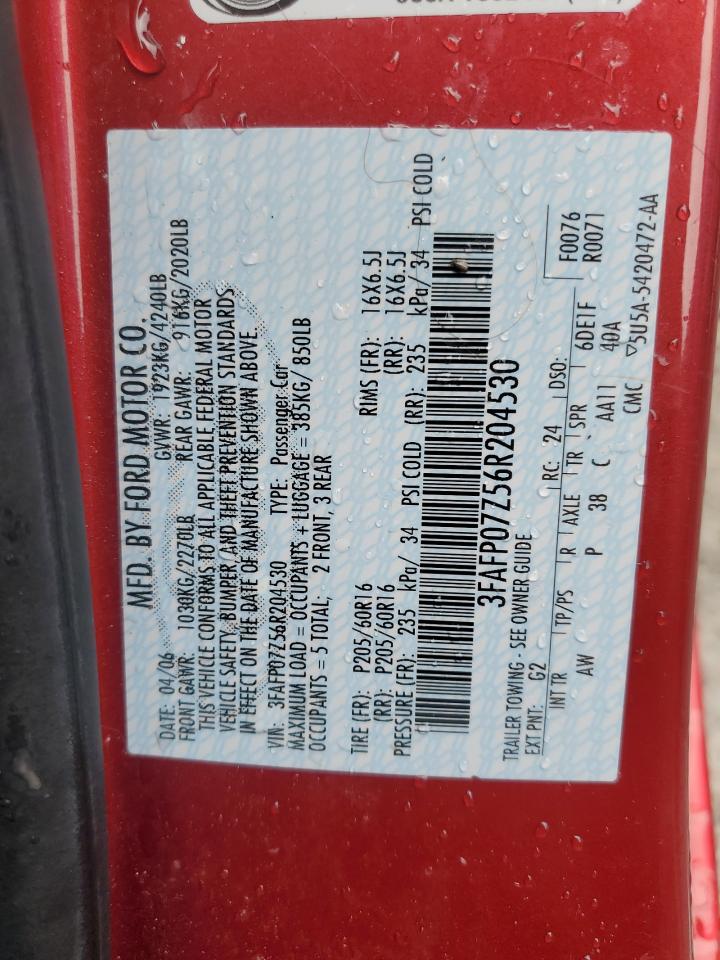 MFD. BY FORD MOTOR CO.
DATE: 04/06 GVWR: 1923KG/4240LB
FRONT GAWR: 1030KG/2270LB REAR GAWR: 916KG/2020LB
THIS VEHICLE CONFORMS TO ALL APPLICABLE FEDERAL MOTOR
VEHICLE SAFETY, BUMPER, AND THEFT PREVENTION STANDARDS
IN EFFECT ON THE DATE OF MANUFACTURE SHOWN ABOVE.
VIN: 3FAFP07Z56R204530 TYPE: Passenger Car
MAXIMUM LOAD = OCCUPANTS + LUGGAGE = 385KG/ 850LB
OCCUPANTS = 5 TOTAL; 2 FRONT, 3 REAR
TIRE (FR): P205/60R16 RIMS (FR): 16X6.5J
(RR): P205/60R16 (RR): 16X6.5J
PRESSURE (FR): 235 kPa/ 34 PSI COLD (RR): 235 kPa/ 34 PSI COLD
3FAFP07Z56R204530
TRAILER TOWING - SEE OWNER GUIDE
EXT PNT: G2 RC: 24 DSO: F0076
INT TR TP/PS R AXLE TR SPR 6DE1F R0071
AW P 38 C AA11 40A
CMC ▽5U5A-5420472-AA